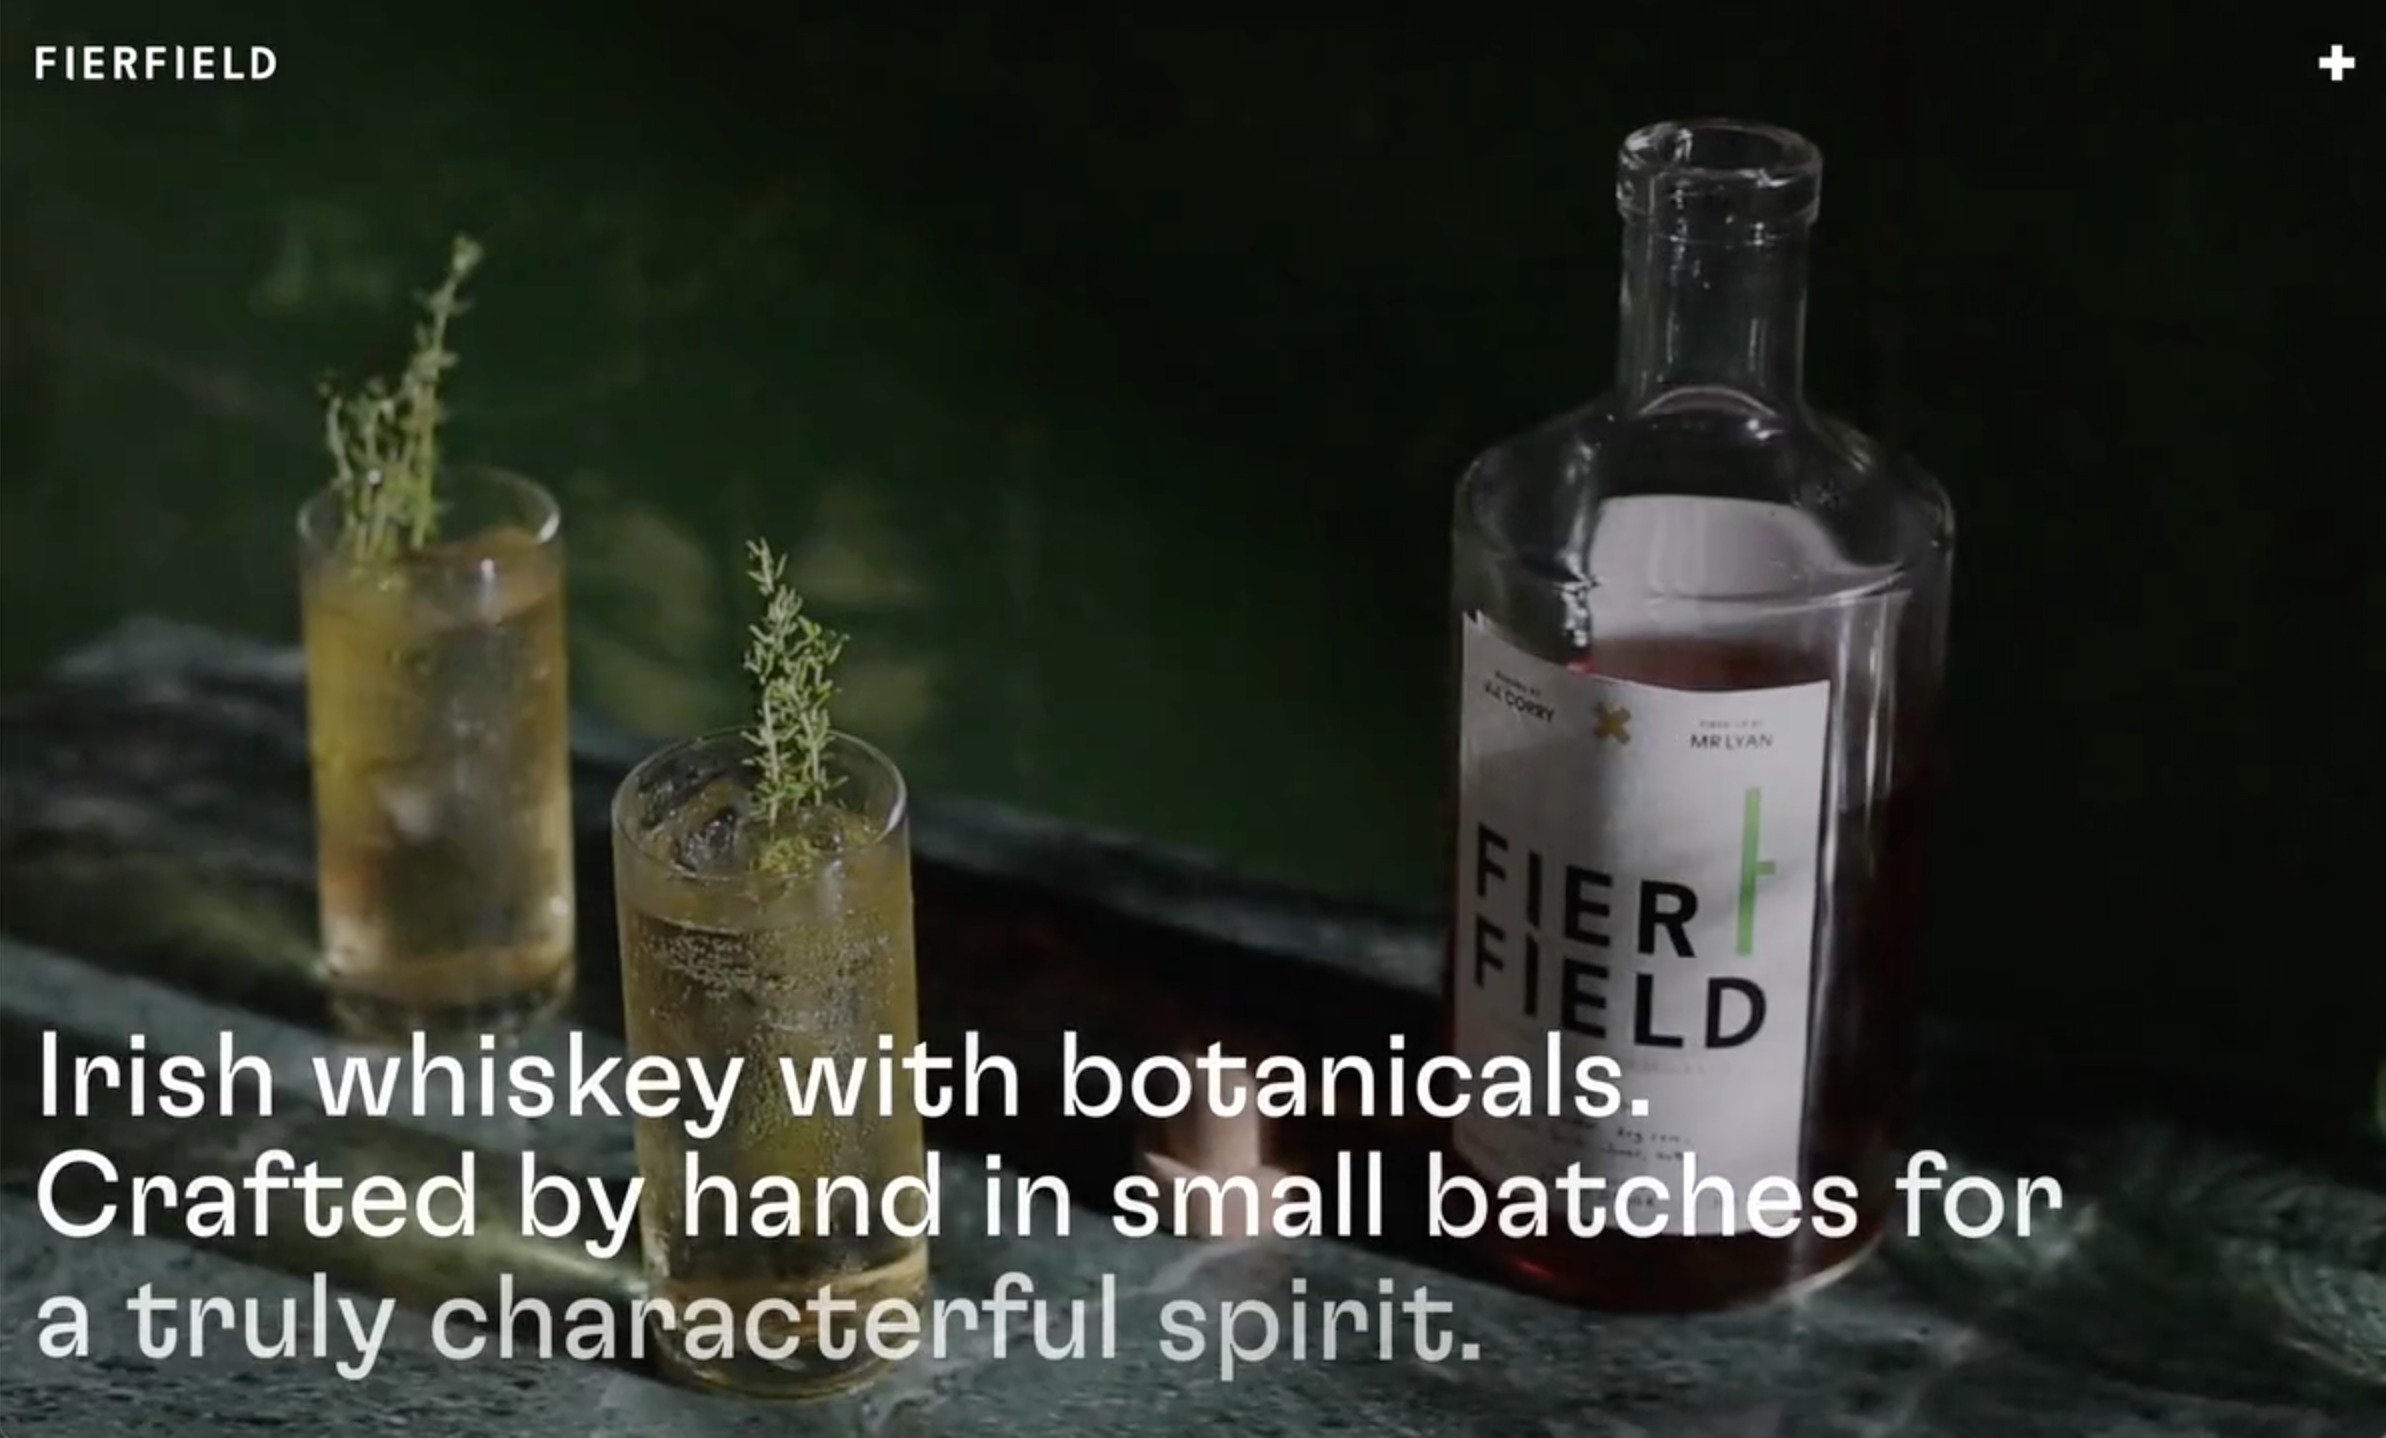 FIERFIELD
J.J. CORRY
MR LYAN
FIER
FIELD
Irish whiskey with botanicals.
Crafted by hand in small batches for
a truly characterful spirit.